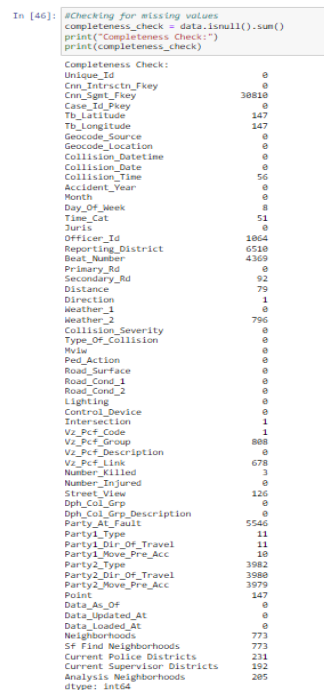 In [46]: #Checking for missing values
completeness_check = data.isnull().sum()
print("Completeness Check:")
print(completeness_check)
Completeness Check:
Unique_Id 0
Cnn_Intrsctn_Fkey 0
Cnn_Sgmt_Fkey 30810
Case_Id_Pkey 0
Tb_Latitude 147
Tb_Longitude 147
Geocode_Source 0
Geocode_Location 0
Collision_Datetime 0
Collision_Date 0
Collision_Time 56
Accident_Year 0
Month 0
Day_Of_Week 8
Time_Cat 51
Juris 0
Officer_Id 1064
Reporting_District 6510
Beat_Number 4369
Primary_Rd 0
Secondary_Rd 92
Distance 79
Direction 1
Weather_1 0
Weather_2 796
Collision_Severity 0
Type_Of_Collision 0
Mviw 0
Ped_Action 0
Road_Surface 0
Road_Cond_1 0
Road_Cond_2 0
Lighting 0
Control_Device 0
Intersection 1
Vz_Pcf_Code 1
Vz_Pcf_Group 808
Vz_Pcf_Description 0
Vz_Pcf_Link 678
Number_Killed 3
Number_Injured 0
Street_View 126
Dph_Col_Grp 0
Dph_Col_Grp_Description 0
Party_At_Fault 5546
Party1_Type 11
Party1_Dir_Of_Travel 11
Party1_Move_Pre_Acc 10
Party2_Type 3982
Party2_Dir_Of_Travel 3980
Party2_Move_Pre_Acc 3979
Point 147
Data_As_Of 0
Data_Updated_At 0
Data_Loaded_At 0
Neighborhoods 773
Sf Find Neighborhoods 773
Current Police Districts 231
Current Supervisor Districts 192
Analysis Neighborhoods 205
dtype: int64